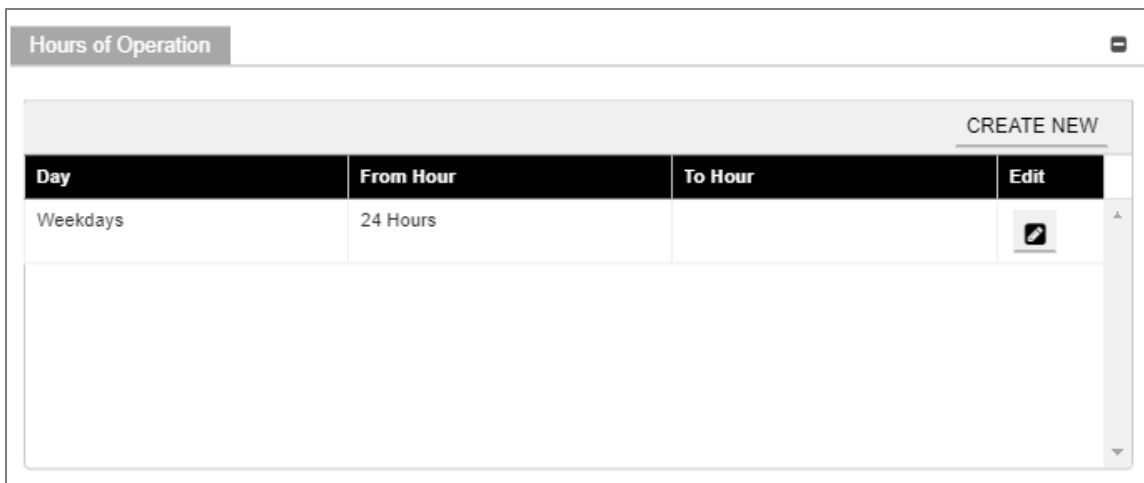 Hours of Operation
CREATE NEW
Day From Hour To Hour Edit
Weekdays 24 Hours